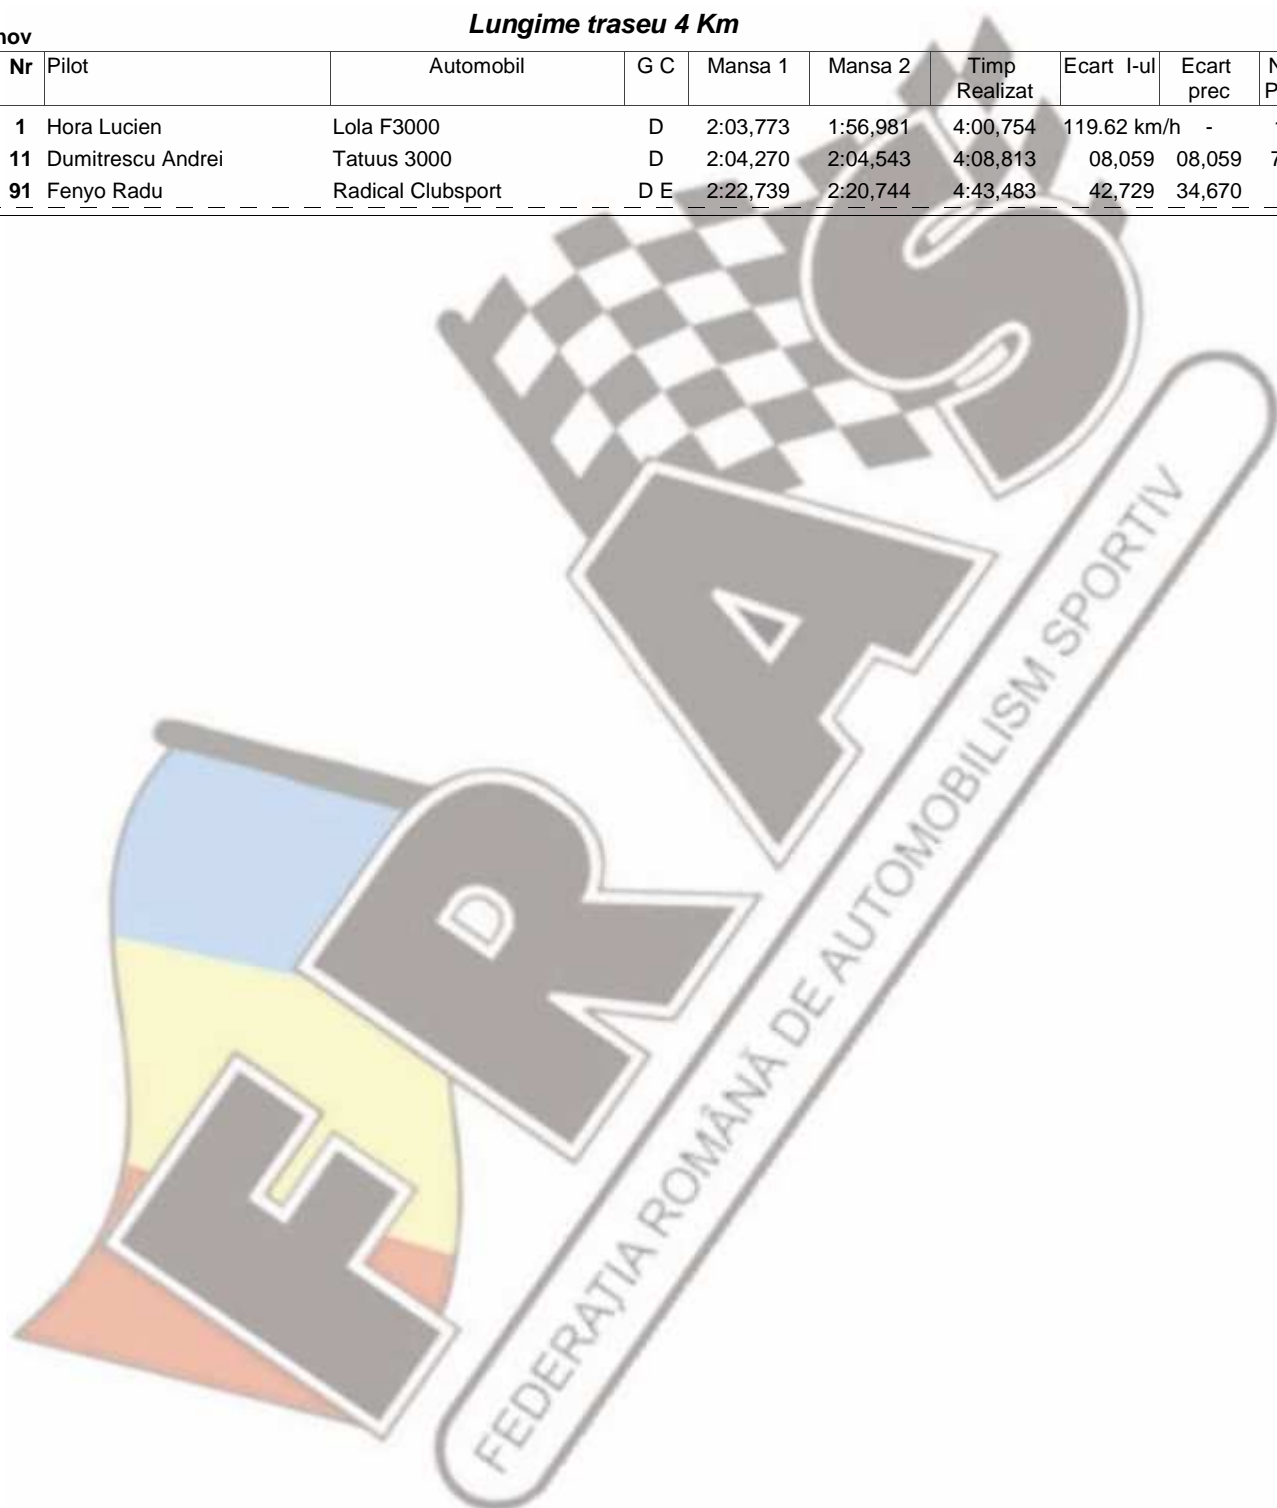 Lungime traseu 4 Km
nov
Nr Pilot Automobil G C Mansa 1 Mansa 2 Timp Realizat Ecart I-ul Ecart prec
1 Hora Lucien Lola F3000 D 2:03,773 1:56,981 4:00,754 119.62 km/h -
11 Dumitrescu Andrei Tatuus 3000 D 2:04,270 2:04,543 4:08,813 08,059 08,059
91 Fenyo Radu Radical Clubsport D E 2:22,739 2:20,744 4:43,483 42,729 34,670
FRAS
FEDERAȚIA ROMÂNĂ DE AUTOMOBILISM SPORTIV